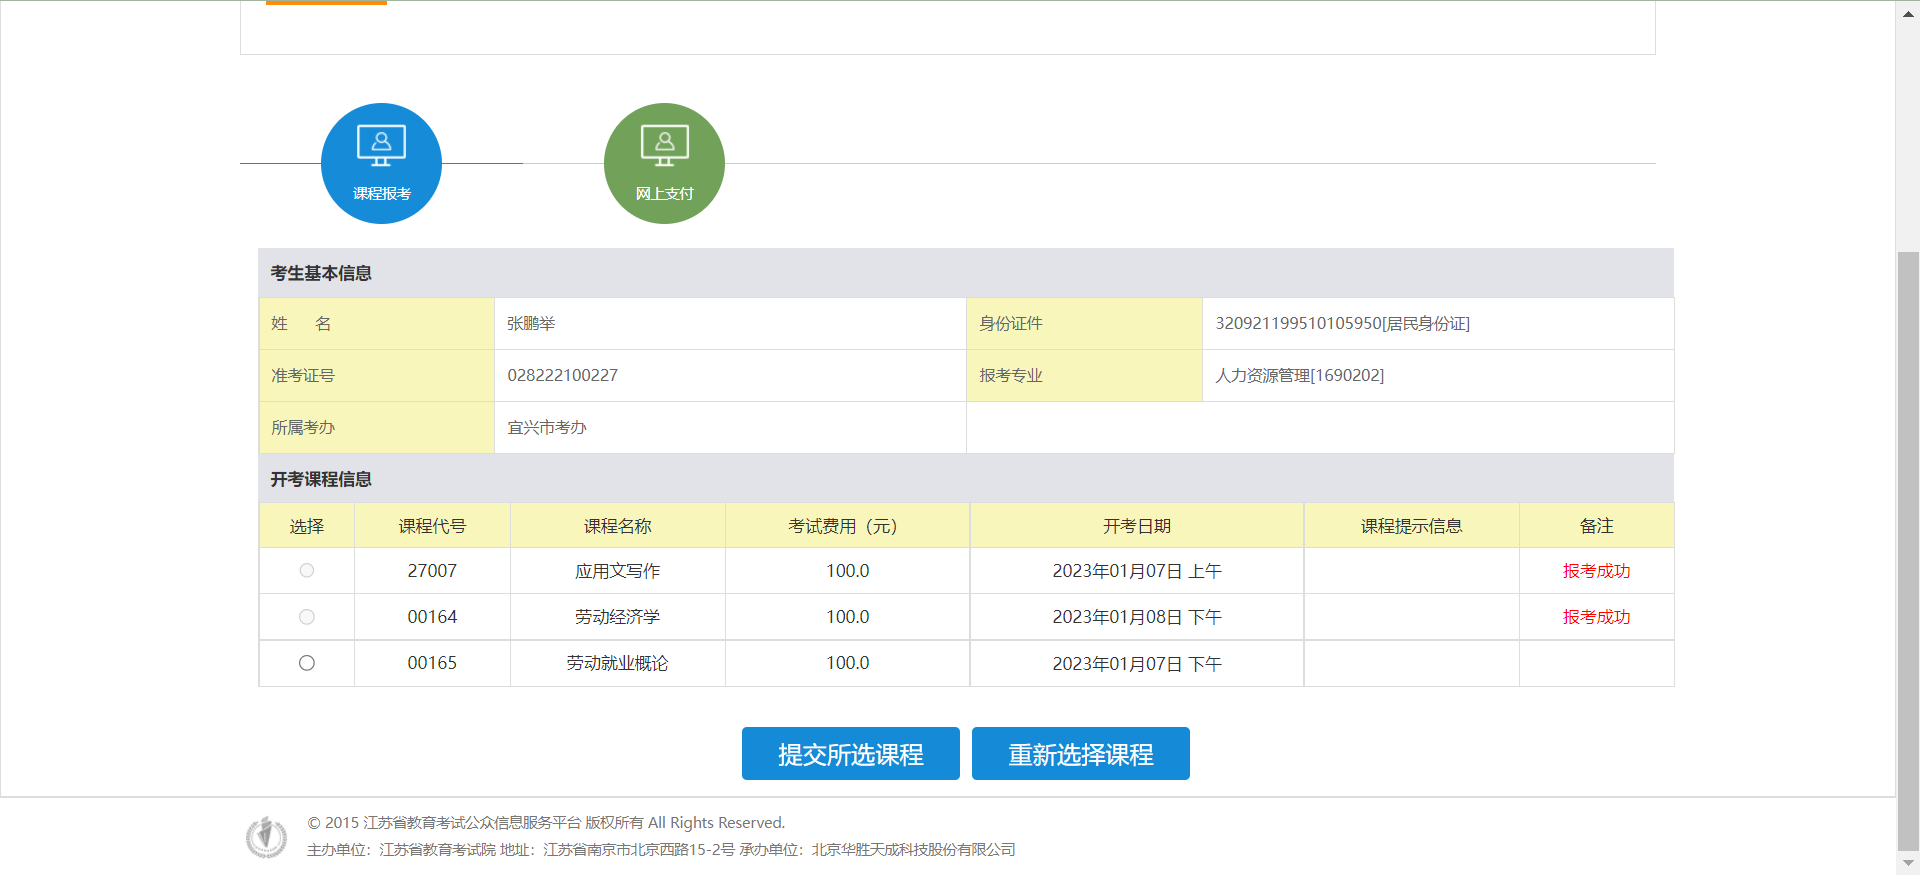 课程报考
网上支付
考生基本信息
姓 名 张鹏举 身份证件 320921199510105950[居民身份证]
准考证号 028222100227 报考专业 人力资源管理[1690202]
所属考办 宜兴市考办
开考课程信息
选择 课程代号 课程名称 考试费用（元） 开考日期 课程提示信息 备注
27007 应用文写作 100.0 2023年01月07日 上午 报考成功
00164 劳动经济学 100.0 2023年01月08日 下午 报考成功
00165 劳动就业概论 100.0 2023年01月07日 下午
提交所选课程 重新选择课程
© 2015 江苏省教育考试公众信息服务平台 版权所有 All Rights Reserved.
主办单位：江苏省教育考试院 地址：江苏省南京市北京西路15-2号 承办单位：北京华胜天成科技股份有限公司